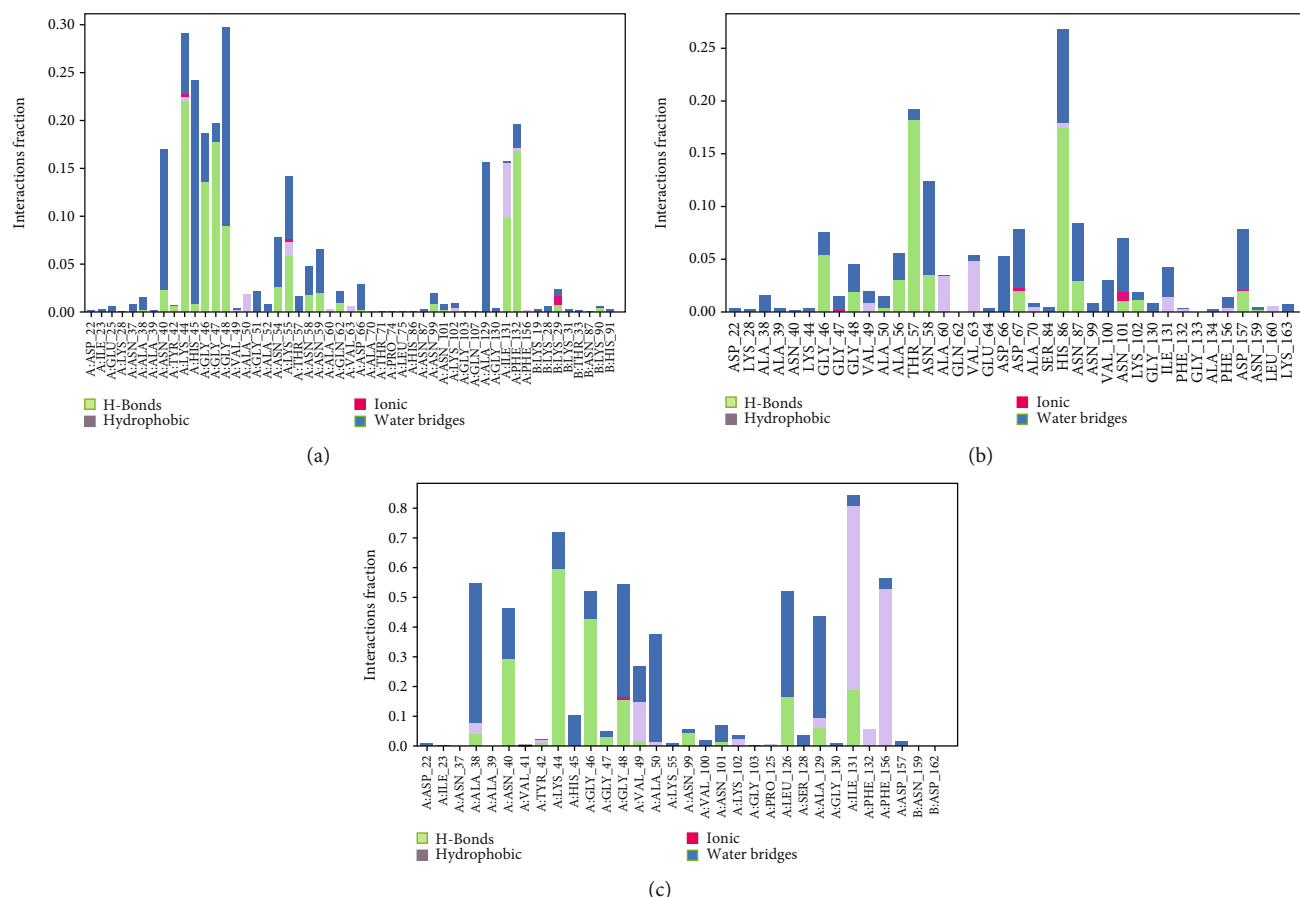 0.30
0.25
0.20
0.15
0.10
0.05
0.00
Interactions fraction
A:ASP_22
A:ILE_23
A:GLU_25
A:LYS_28
A:ASN_37
A:ALA_38
A:ALA_39
A:ASN_40
A:TYR_42
A:LYS_44
A:HIS_45
A:GLY_46
A:GLY_47
A:GLY_48
A:VAL_49
A:ALA_50
A:GLY_51
A:ALA_52
A:ASN_54
A:LYS_55
A:THR_57
A:ASN_58
A:ASN_59
A:ALA_60
A:GLN_62
A:VAL_63
A:ASP_66
A:ALA_70
A:THR_71
A:PRO_74
A:LEU_75
A:HIS_86
A:ASN_87
A:ASN_99
A:ASN_101
A:LYS_102
A:GLY_103
A:GLN_107
A:ALA_129
A:GLY_130
A:ILE_131
A:PHE_132
A:PHE_156
B:LYS_19
B:LYS_28
B:LYS_29
B:LYS_31
B:ASN_87
B:LYS_90
B:HIS_91
H-Bonds
Hydrophobic
Ionic
Water bridges
(a)
0.25
0.20
0.15
0.10
0.05
0.00
Interactions fraction
ASP_22
LYS_28
ALA_38
ALA_39
ASN_40
LYS_44
GLY_46
GLY_47
GLY_48
VAL_49
ALA_50
ALA_56
THR_57
ASN_58
ALA_60
GLN_62
VAL_63
GLU_64
ASP_66
ASP_67
ALA_70
SER_84
HIS_86
ASN_87
ASN_99
VAL_100
ASN_101
LYS_102
GLY_130
ILE_131
PHE_132
GLY_133
ALA_134
PHE_156
ASP_157
ASN_159
LEU_160
LYS_163
H-Bonds
Hydrophobic
Ionic
Water bridges
(b)
0.8
0.7
0.6
0.5
0.4
0.3
0.2
0.1
0.0
Interactions fraction
A:ASP_22
A:ILE_23
A:ASN_37
A:ALA_38
A:ALA_39
A:ASN_40
A:VAL_41
A:TYR_42
A:LYS_44
A:HIS_45
A:GLY_46
A:GLY_47
A:GLY_48
A:VAL_49
A:ALA_50
A:LYS_55
A:ASN_99
A:VAL_100
A:ASN_101
A:LYS_102
A:GLY_103
A:PRO_125
A:LEU_126
A:SER_128
A:ALA_129
A:GLY_130
A:ILE_131
A:PHE_132
A:PHE_156
A:ASP_157
B:ASN_159
B:ASP_162
H-Bonds
Hydrophobic
Ionic
Water bridges
(c)